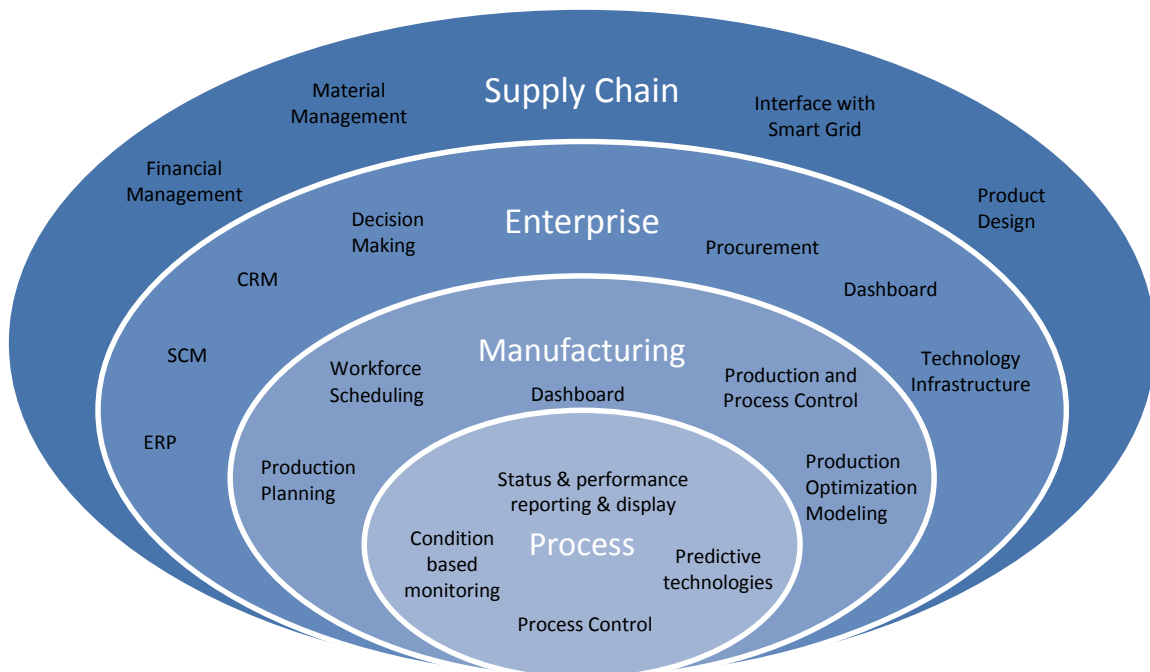 Supply Chain
Material
Management
Interface with
Smart Grid
Financial
Management
Product
Design
Enterprise
Decision
Making
Procurement
CRM
Dashboard
SCM
Technology
Infrastructure
ERP
Manufacturing
Workforce
Scheduling
Dashboard
Production and
Process Control
Production
Planning
Production
Optimization
Modeling
Status & performance
reporting & display
Process
Condition
based
monitoring
Predictive
technologies
Process Control